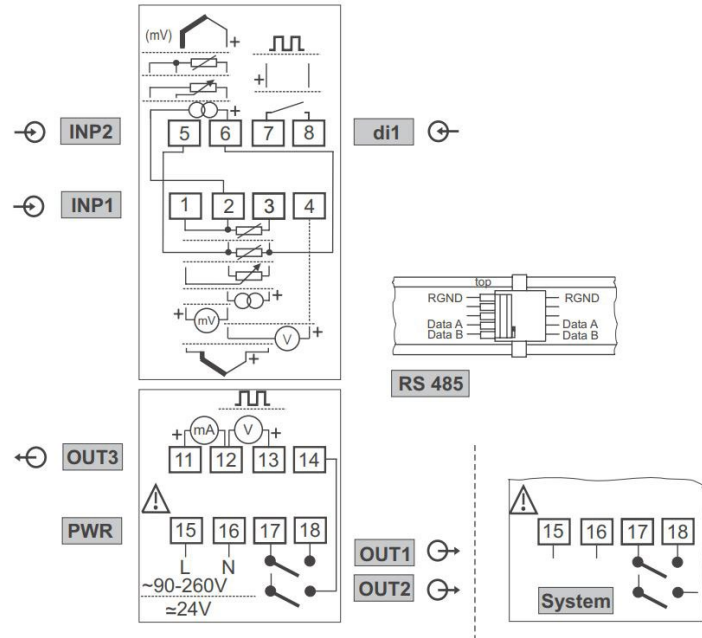 (mV) +
+
+
INP2 5 6 7 8 di1
INP1 1 2 3 4
+
+ mV
V +
+
top
RGND RGND
Data A Data A
Data B Data B
RS 485
+ mA V +
OUT3 11 12 13 14
PWR 15 16 17 18
L N
~90-260V
≂24V
OUT1
OUT2
15 16 17 18
System